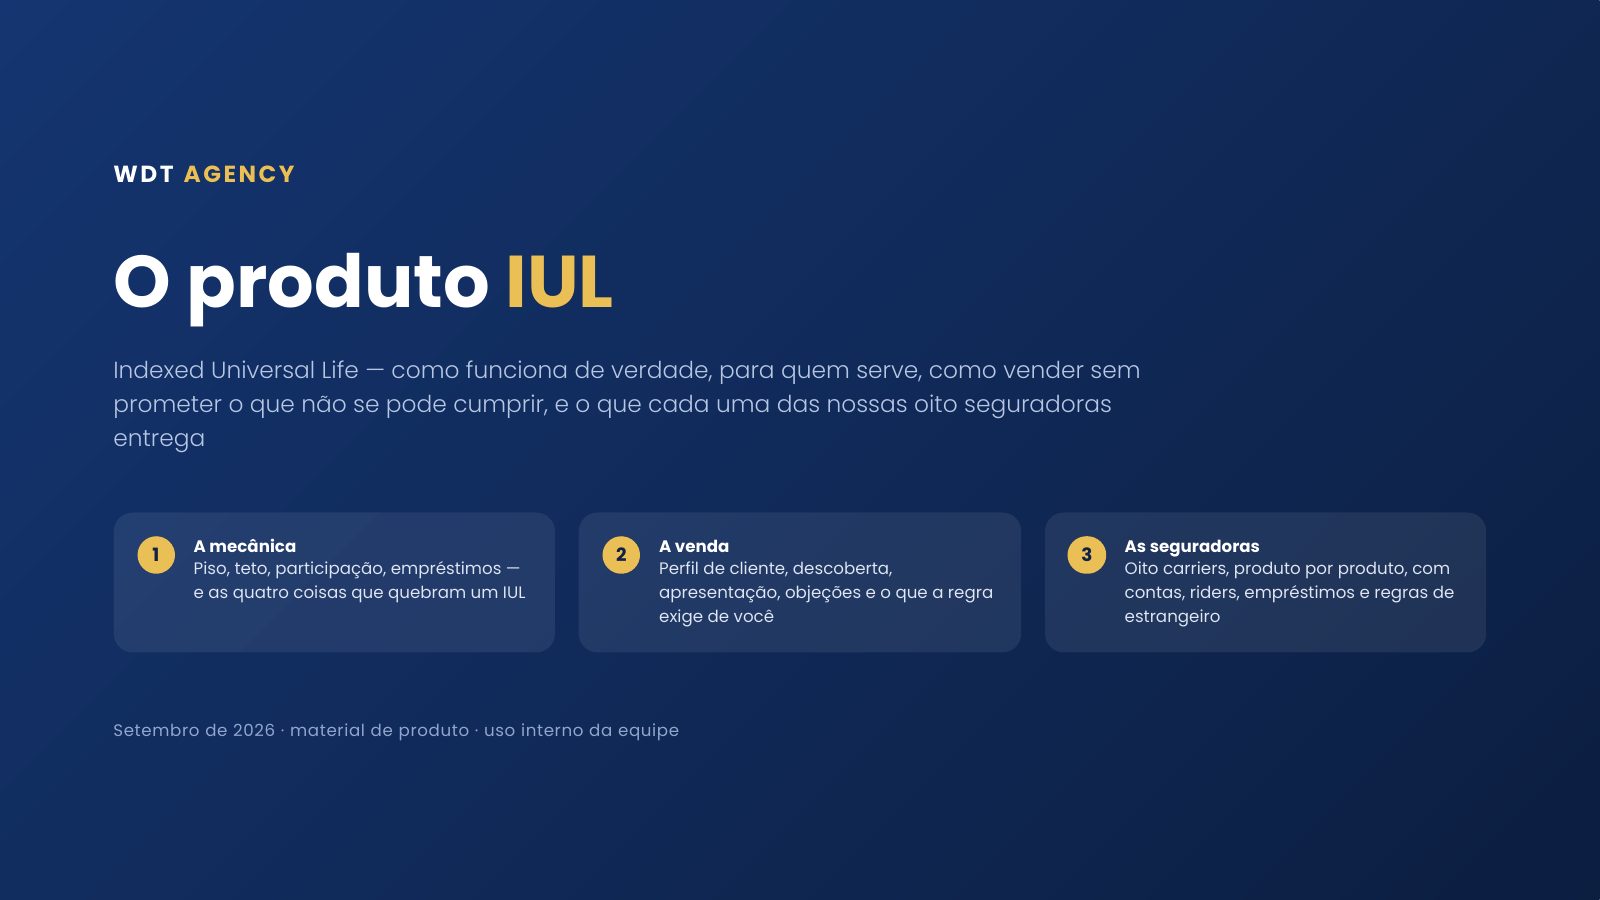 WDT AGENCY
O produto IUL
Indexed Universal Life — como funciona de verdade, para quem serve, como vender sem
prometer o que não se pode cumprir, e o que cada uma das nossas oito seguradoras
entrega
1
A mecânica
Piso, teto, participação, empréstimos —
e as quatro coisas que quebram um IUL
2
A venda
Perfil de cliente, descoberta,
apresentação, objeções e o que a regra
exige de você
3
As seguradoras
Oito carriers, produto por produto, com
contas, riders, empréstimos e regras de
estrangeiro
Setembro de 2026 · material de produto · uso interno da equipe